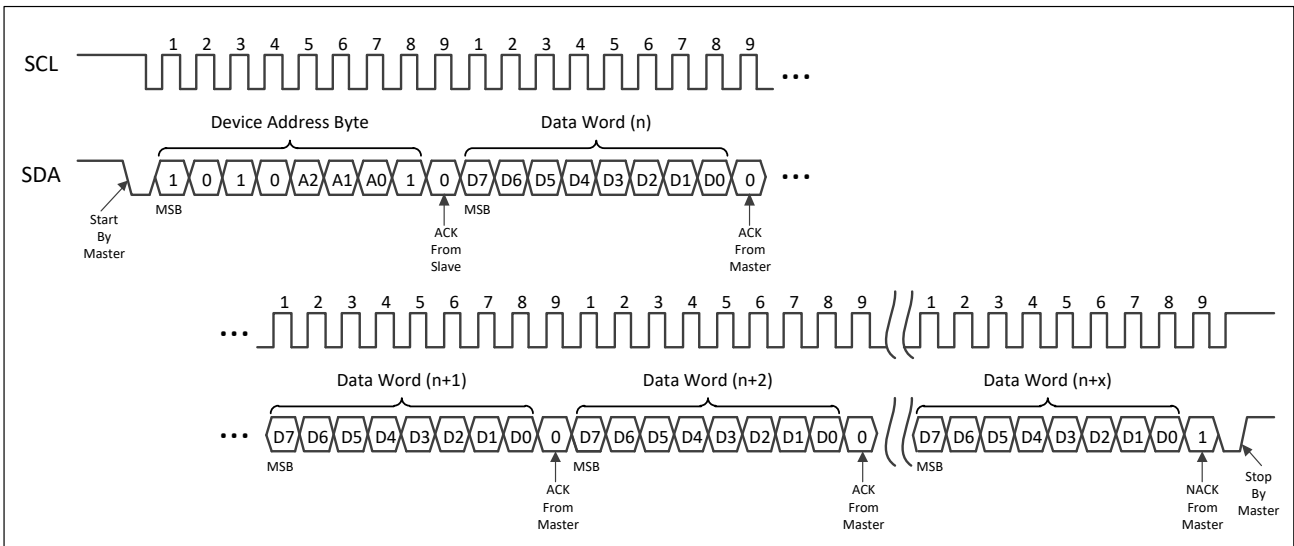 1 2 3 4 5 6 7 8 9 1 2 3 4 5 6 7 8 9
SCL
...
Device Address Byte Data Word (n)
SDA
1 0 1 0 A2 A1 A0 1 0 D7 D6 D5 D4 D3 D2 D1 D0 0 ...
MSB MSB
Start
By
Master
ACK
From
Slave
ACK
From
Master
1 2 3 4 5 6 7 8 9 1 2 3 4 5 6 7 8 9 1 2 3 4 5 6 7 8 9
...
Data Word (n+1) Data Word (n+2) Data Word (n+x)
... D7 D6 D5 D4 D3 D2 D1 D0 0 D7 D6 D5 D4 D3 D2 D1 D0 0 D7 D6 D5 D4 D3 D2 D1 D0 1
MSB MSB MSB
ACK
From
Master
ACK
From
Master
NACK
From
Master
Stop
By
Master